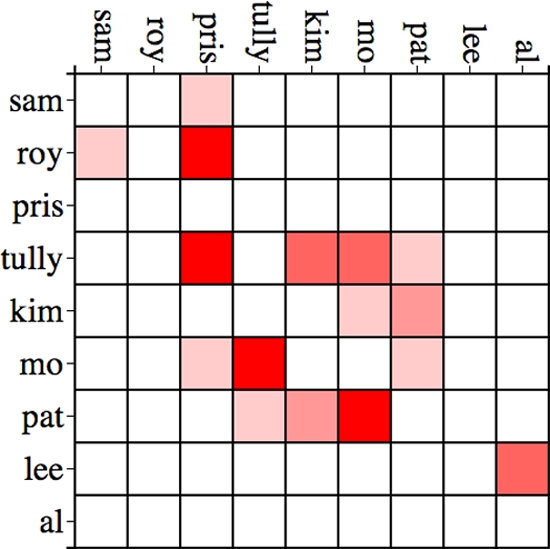 sam roy pris tully kim mo pat lee al
sam
roy
pris
tully
kim
mo
pat
lee
al